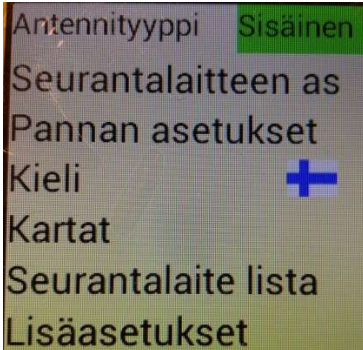 Antennityyppi Sisäinen
Seurantalaitteen as
Pannan asetukset
Kieli
Kartat
Seurantalaite lista
Lisäasetukset